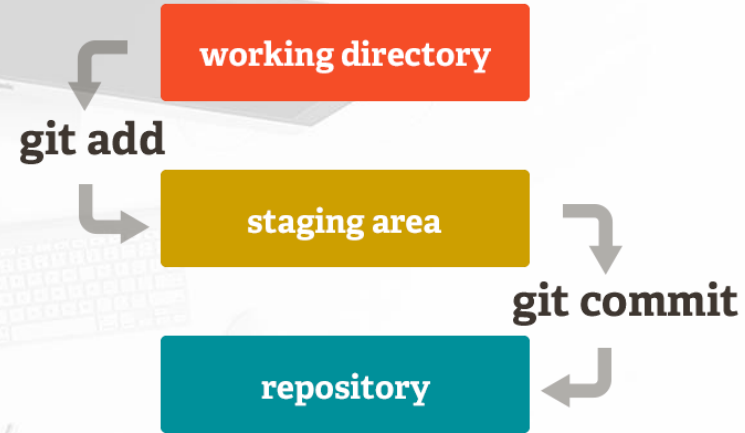 working directory
git add
staging area
git commit
repository